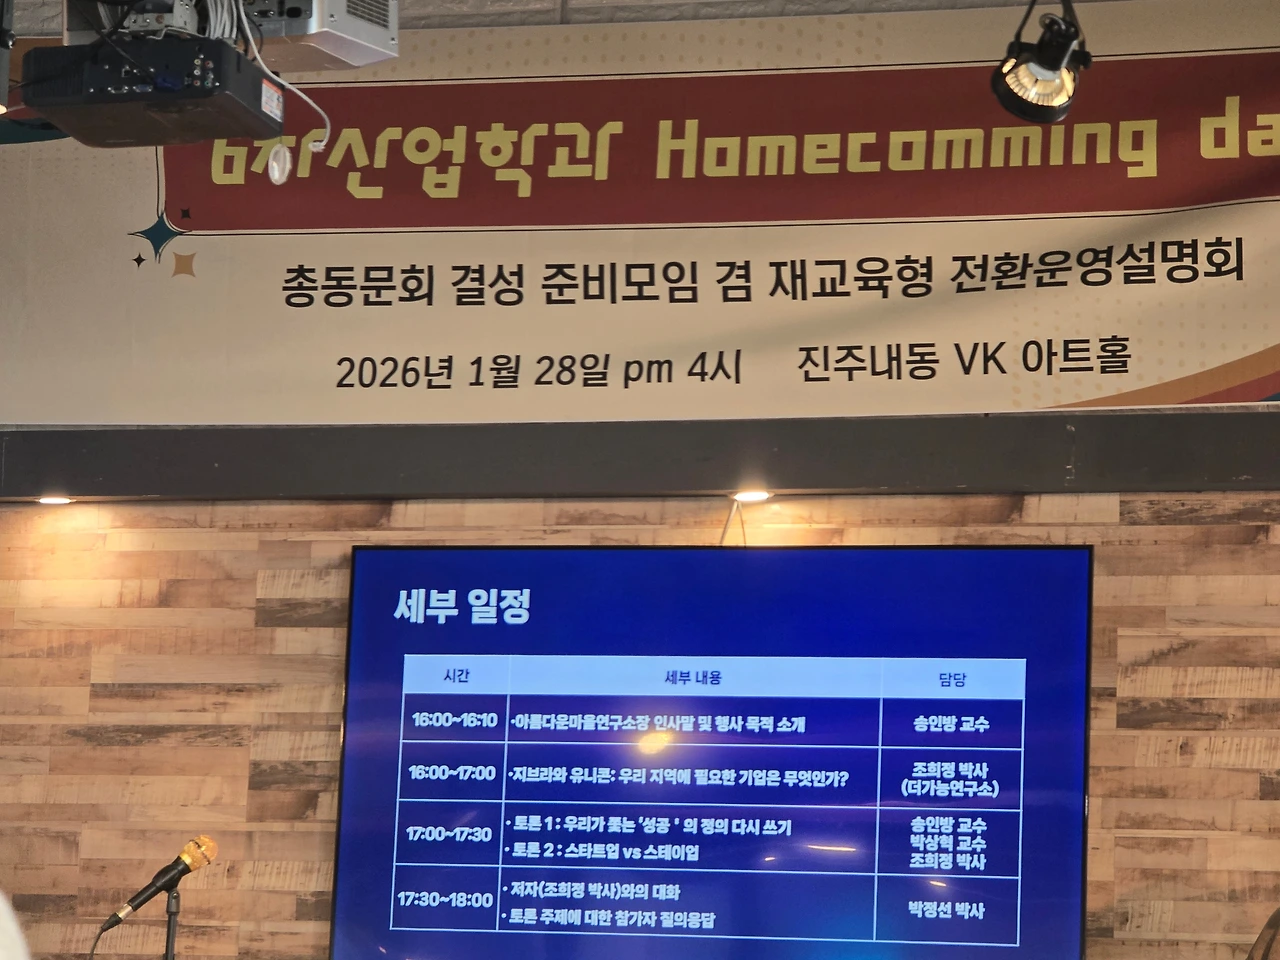 6차산업학과 Homecomming da
총동문회 결성 준비모임 겸 재교육형 전환운영설명회
2026년 1월 28일 pm 4시 진주내동 VK 아트홀
세부 일정
시간 세부 내용 담당
16:00~16:10 ·아름다운마을연구소장 인사말 및 행사 목적 소개 송인방 교수
16:00~17:00 ·지브라와 유니콘: 우리 지역에 필요한 기업은 무엇인가? 조희정 박사
(더가능연구소)
17:00~17:30 · 토론 1 : 우리가 쫓는 '성공 ' 의 정의 다시 쓰기 송인방 교수
박상혁 교수
· 토론 2 : 스타트업 vs 스테이업 조희정 박사
17:30~18:00 · 저자(조희정 박사)와의 대화 박정선 박사
· 토론 주제에 대한 참가자 질의응답